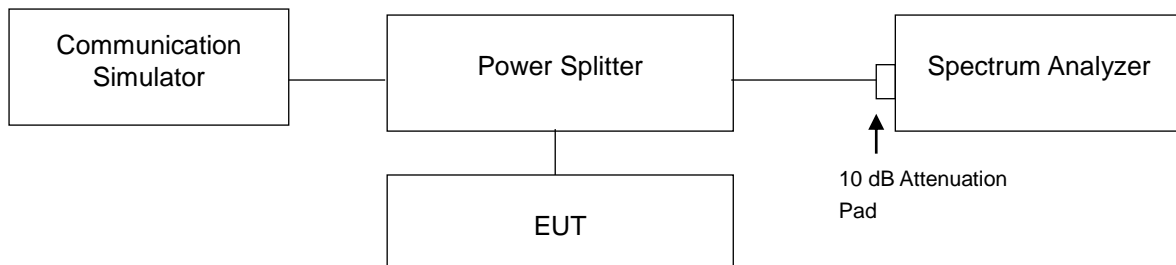 Communication
Simulator
Power Splitter
Spectrum Analyzer
10 dB Attenuation
Pad
EUT